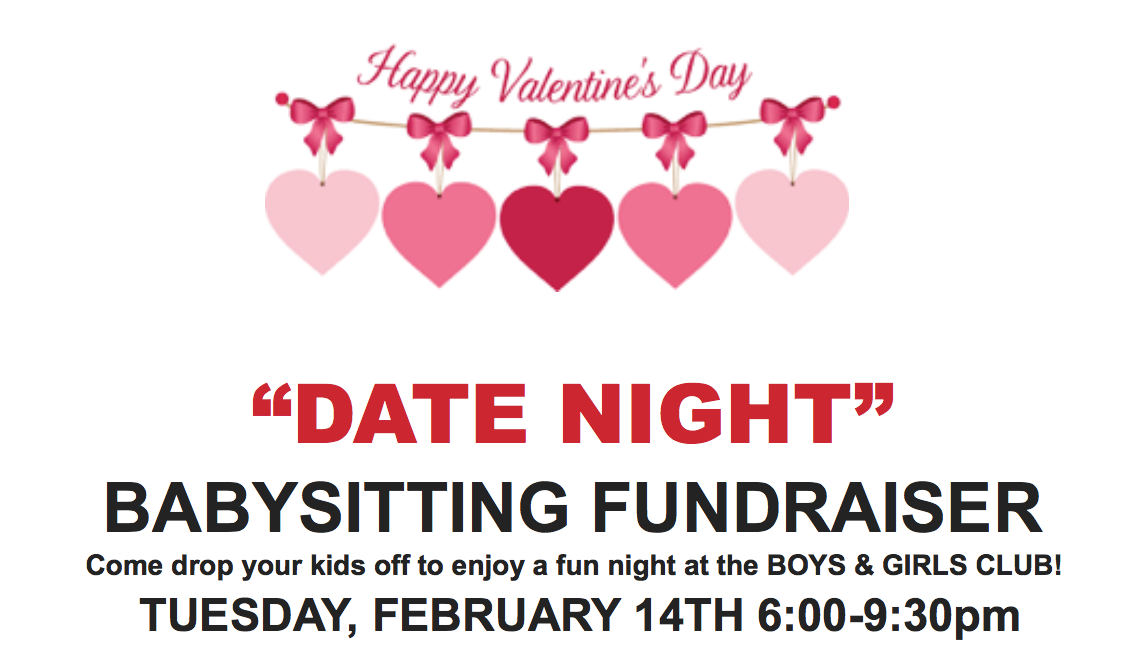 Happy Valentine's Day
“DATE NIGHT”
BABYSITTING FUNDRAISER
Come drop your kids off to enjoy a fun night at the BOYS & GIRLS CLUB!
TUESDAY, FEBRUARY 14TH 6:00-9:30pm